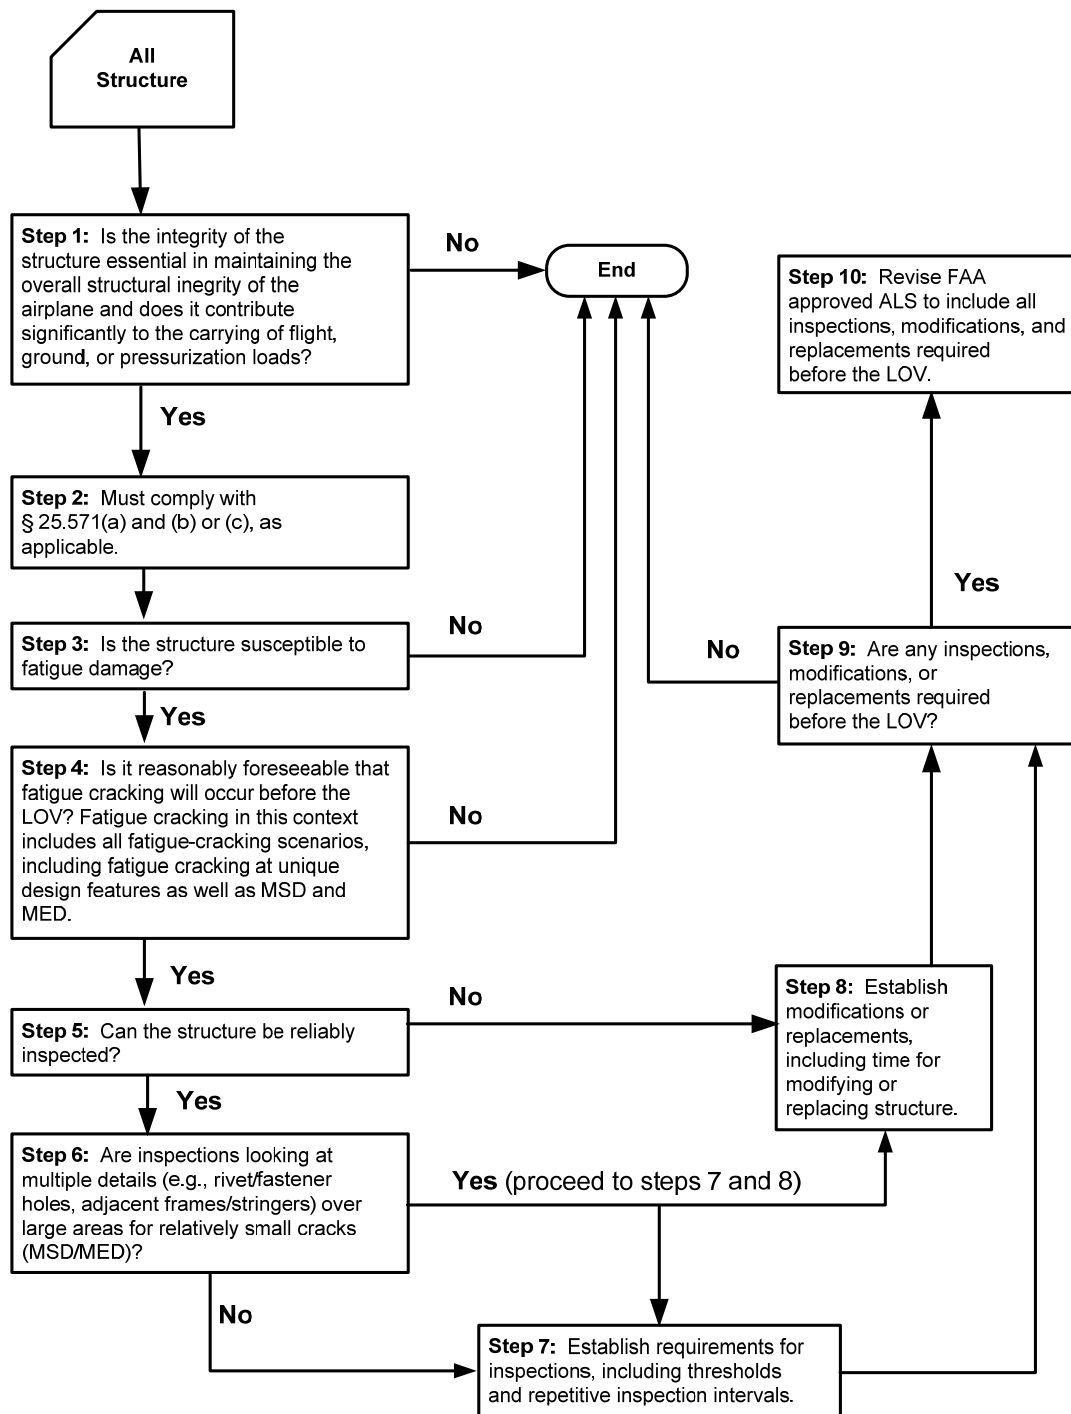 All
Structure
Step 1: Is the integrity of the
structure essential in maintaining the
overall structural inegrity of the
airplane and does it contribute
significantly to the carrying of flight,
ground, or pressurization loads?
No
End
Yes
Step 2: Must comply with
§ 25.571(a) and (b) or (c), as
applicable.
Step 3: Is the structure susceptible to
fatigue damage?
No
Yes
Step 4: Is it reasonably foreseeable that
fatigue cracking will occur before the
LOV? Fatigue cracking in this context
includes all fatigue-cracking scenarios,
including fatigue cracking at unique
design features as well as MSD and
MED.
No
Yes
Step 5: Can the structure be reliably
inspected?
No
Yes
Step 6: Are inspections looking at
multiple details (e.g., rivet/fastener
holes, adjacent frames/stringers) over
large areas for relatively small cracks
(MSD/MED)?
Yes (proceed to steps 7 and 8)
No
Step 7: Establish requirements for
inspections, including thresholds
and repetitive inspection intervals.
Step 8: Establish
modifications or
replacements,
including time for
modifying or
replacing structure.
Step 9: Are any inspections,
modifications, or
replacements required
before the LOV?
No
Yes
Step 10: Revise FAA
approved ALS to include all
inspections, modifications, and
replacements required
before the LOV.